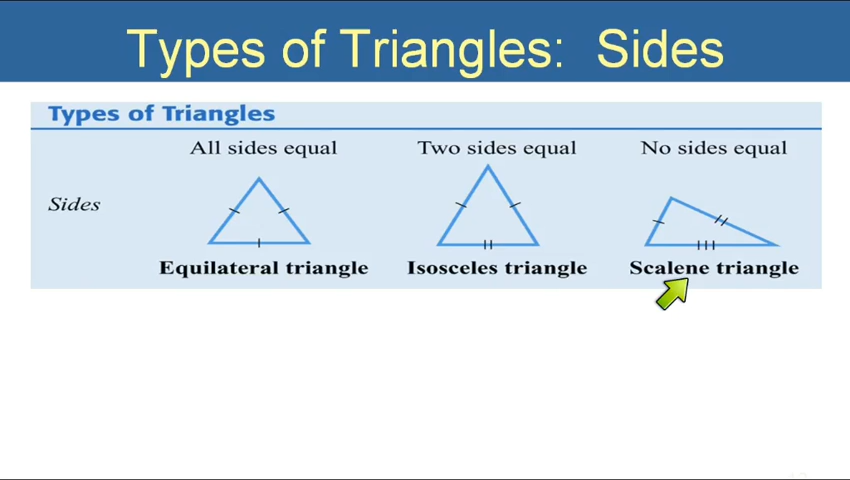 Types of Triangles: Sides
Types of Triangles
All sides equal
Two sides equal
No sides equal
Sides
Equilateral triangle
Isosceles triangle
Scalene triangle